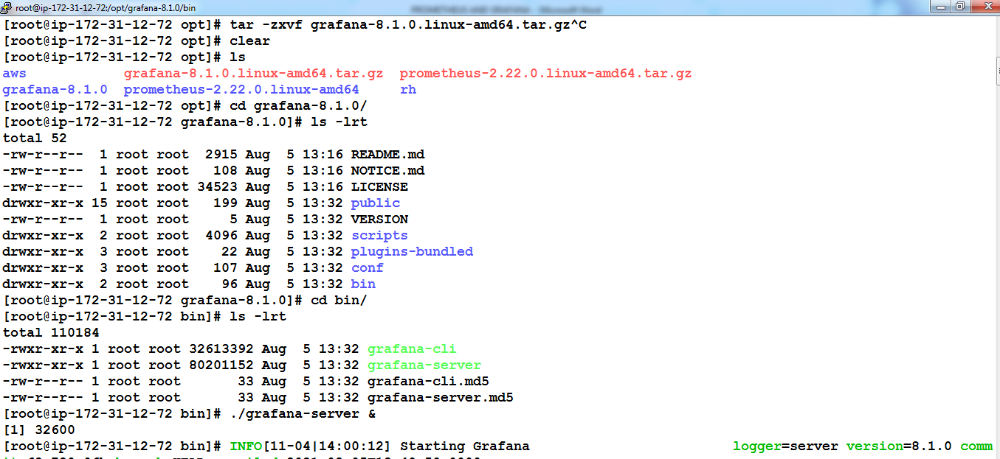 root@ip-172-31-12-72:/opt/grafana-8.1.0/bin
PROMETHEUS AND GRAFANA - Microsoft Word
[root@ip-172-31-12-72 opt]# tar -zxvf grafana-8.1.0.linux-amd64.tar.gz^C
[root@ip-172-31-12-72 opt]# clear
[root@ip-172-31-12-72 opt]# ls
aws            grafana-8.1.0.linux-amd64.tar.gz  prometheus-2.22.0.linux-amd64.tar.gz
grafana-8.1.0  prometheus-2.22.0.linux-amd64     rh
[root@ip-172-31-12-72 opt]# cd grafana-8.1.0/
[root@ip-172-31-12-72 grafana-8.1.0]# ls -lrt
total 52
-rw-r--r--  1 root root  2915 Aug  5 13:16 README.md
-rw-r--r--  1 root root   108 Aug  5 13:16 NOTICE.md
-rw-r--r--  1 root root 34523 Aug  5 13:16 LICENSE
drwxr-xr-x 15 root root   199 Aug  5 13:32 public
-rw-r--r--  1 root root     5 Aug  5 13:32 VERSION
drwxr-xr-x  2 root root  4096 Aug  5 13:32 scripts
drwxr-xr-x  3 root root    22 Aug  5 13:32 plugins-bundled
drwxr-xr-x  3 root root   107 Aug  5 13:32 conf
drwxr-xr-x  2 root root    96 Aug  5 13:32 bin
[root@ip-172-31-12-72 grafana-8.1.0]# cd bin/
[root@ip-172-31-12-72 bin]# ls -lrt
total 110184
-rwxr-xr-x 1 root root 32613392 Aug  5 13:32 grafana-cli
-rwxr-xr-x 1 root root 80201152 Aug  5 13:32 grafana-server
-rw-r--r-- 1 root root       33 Aug  5 13:32 grafana-cli.md5
-rw-r--r-- 1 root root       33 Aug  5 13:32 grafana-server.md5
[root@ip-172-31-12-72 bin]# ./grafana-server &
[1] 32600
[root@ip-172-31-12-72 bin]# INFO[11-04|14:00:12] Starting Grafana                         logger=server version=8.1.0 comm